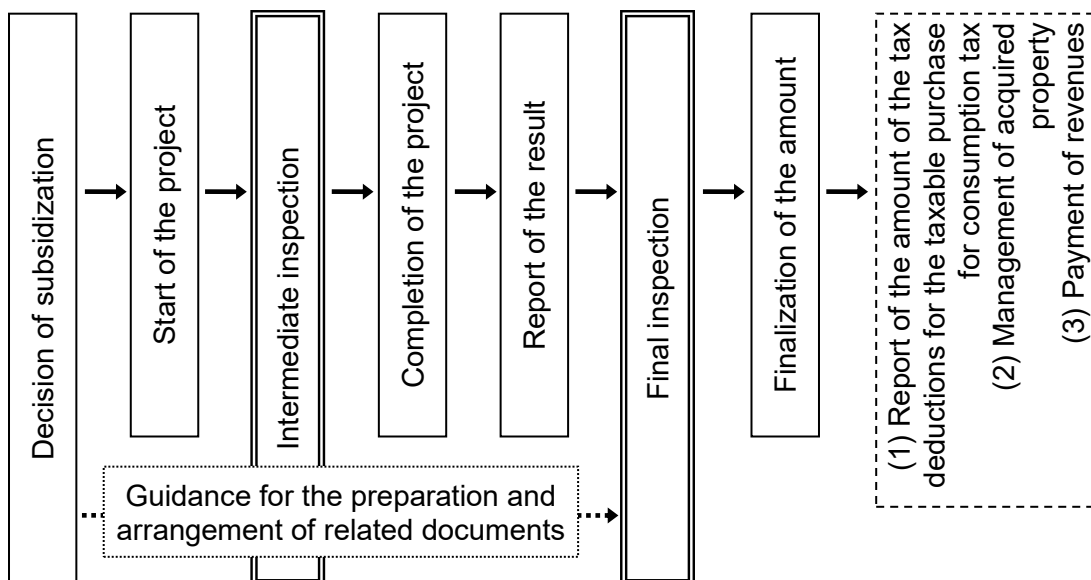 Decision of subsidization
Start of the project
Intermediate inspection
Completion of the project
Report of the result
Final inspection
Finalization of the amount
(1) Report of the amount of the tax
deductions for the taxable purchase
for consumption tax
(2) Management of acquired
property
(3) Payment of revenues
Guidance for the preparation and
arrangement of related documents